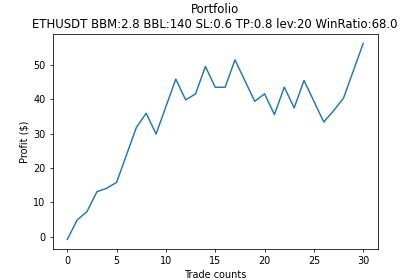 Portfolio
ETHUSDT BBM:2.8 BBL:140 SL:0.6 TP:0.8 lev:20 WinRatio:68.0
Profit ($)
50
40
30
20
10
0
0 5 10 15 20 25 30
Trade counts